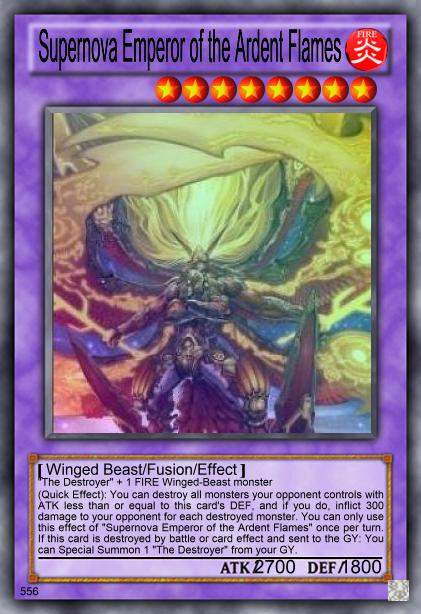 Supernova Emperor of the Ardent Flames
FIRE
炎
[ Winged Beast/Fusion/Effect ]
"The Destroyer" + 1 FIRE Winged-Beast monster
(Quick Effect): You can destroy all monsters your opponent controls with
ATK less than or equal to this card's DEF, and if you do, inflict 300
damage to your opponent for each destroyed monster. You can only use
this effect of "Supernova Emperor of the Ardent Flames" once per turn.
If this card is destroyed by battle or card effect and sent to the GY: You
can Special Summon 1 "The Destroyer" from your GY.
ATK/2700 DEF/1800
556